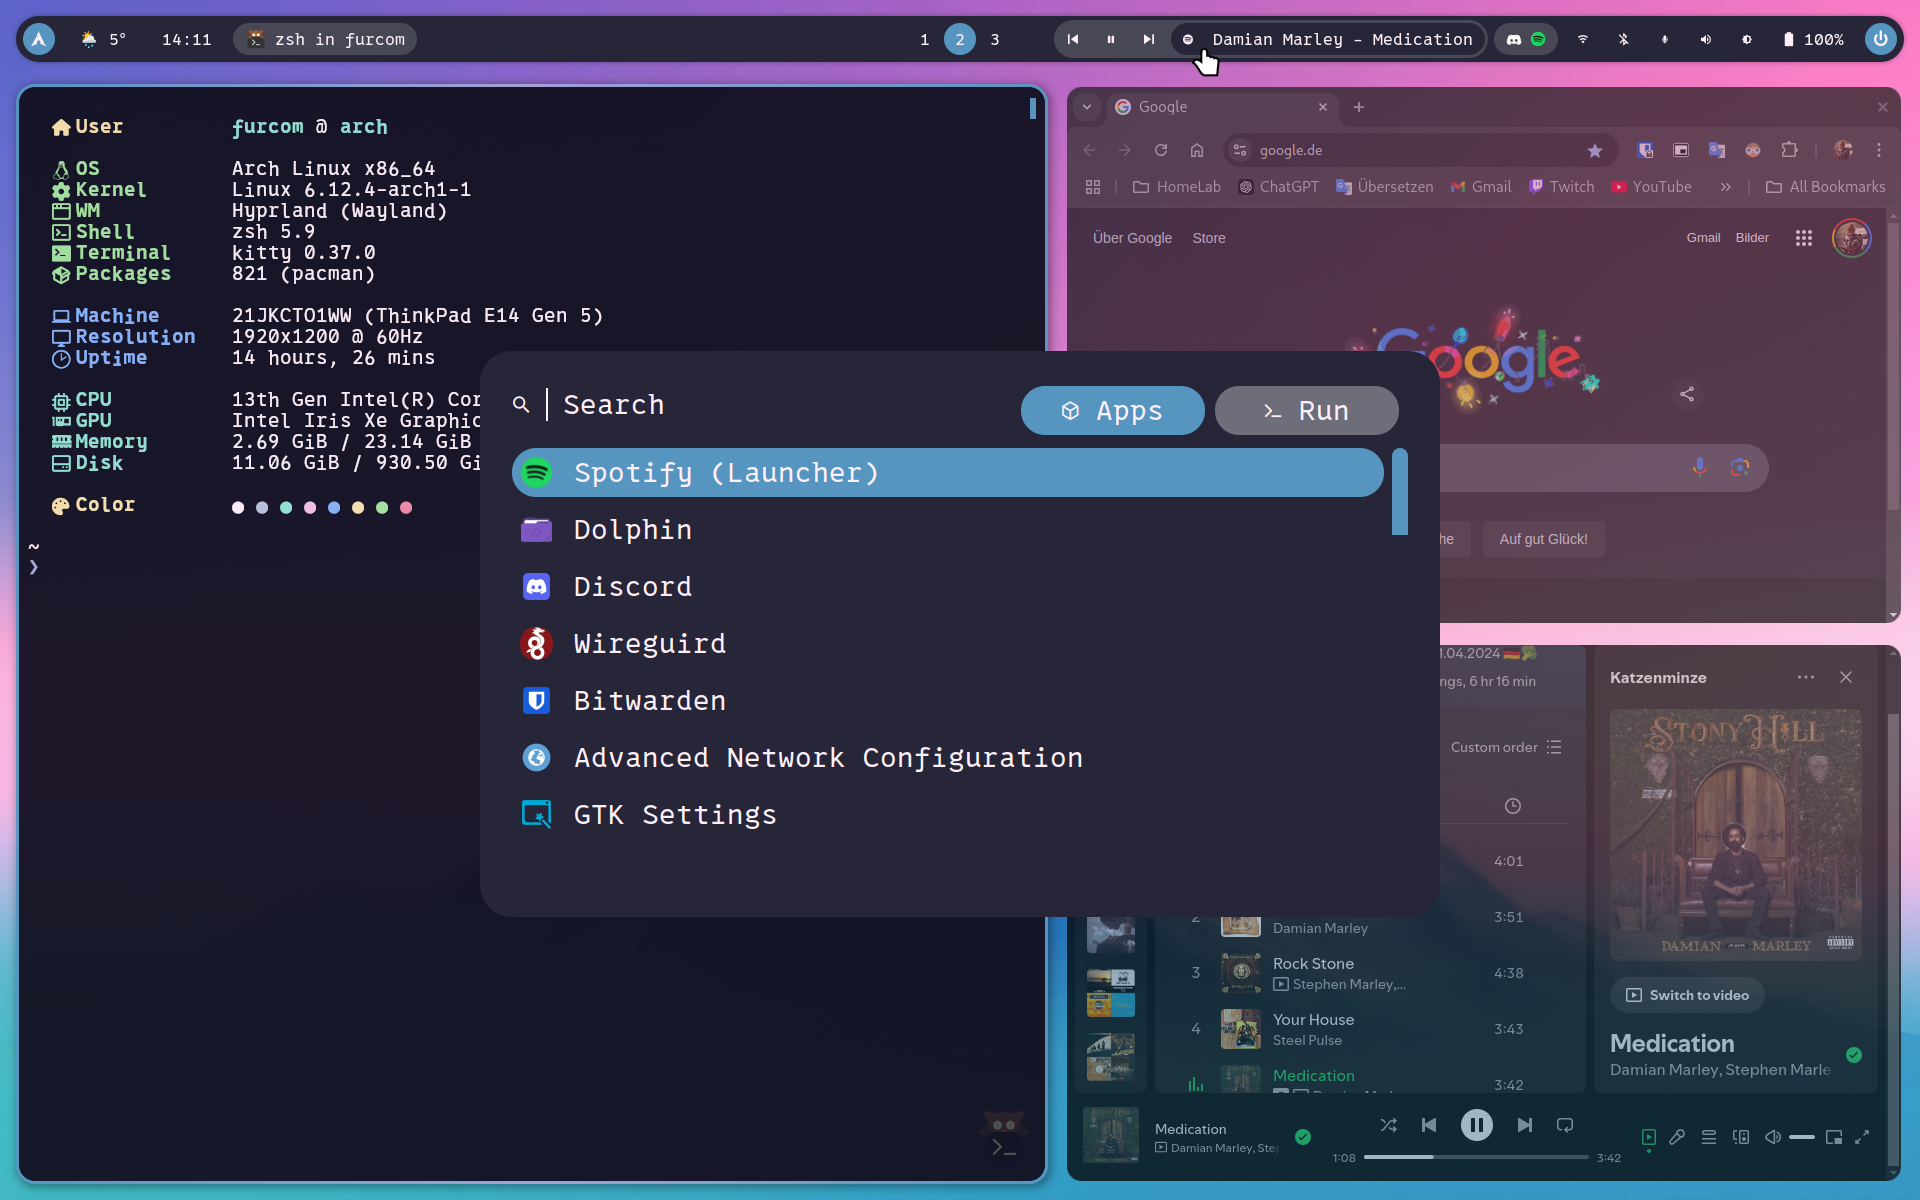 5°
14:11
zsh in furcom
1
2
3
Damian Marley - Medication
100%
User furcom @ arch
OS Arch Linux x86_64
Kernel Linux 6.12.4-arch1-1
WM Hyprland (Wayland)
Shell zsh 5.9
Terminal kitty 0.37.0
Packages 821 (pacman)
Machine 21JKCTO1WW (ThinkPad E14 Gen 5)
Resolution 1920x1200 @ 60Hz
Uptime 14 hours, 26 mins
CPU 13th Gen Intel(R) Cor
GPU Intel Iris Xe Graphic
Memory 2.69 GiB / 23.14 GiB
Disk 11.06 GiB / 930.50 Gi
Color
~
❯
Search
Apps
Run
Spotify (Launcher)
Dolphin
Discord
Wireguird
Bitwarden
Advanced Network Configuration
GTK Settings
Google
google.de
HomeLab ChatGPT Übersetzen Gmail Twitch YouTube » All Bookmarks
Über Google Store Gmail Bilder
Google
he
Auf gut Glück!
.04.2024
ngs, 6 hr 16 min
Custom order
4:01
2 3:51
Damian Marley
3 Rock Stone 4:38
Stephen Marley,...
4 Your House 3:43
Steel Pulse
Medication 3:42
Katzenminze
STONY HILL
DAMIAN MARLEY
Switch to video
Medication
Damian Marley, Stephen Marle
Medication
Damian Marley, Ste
1:08 3:42